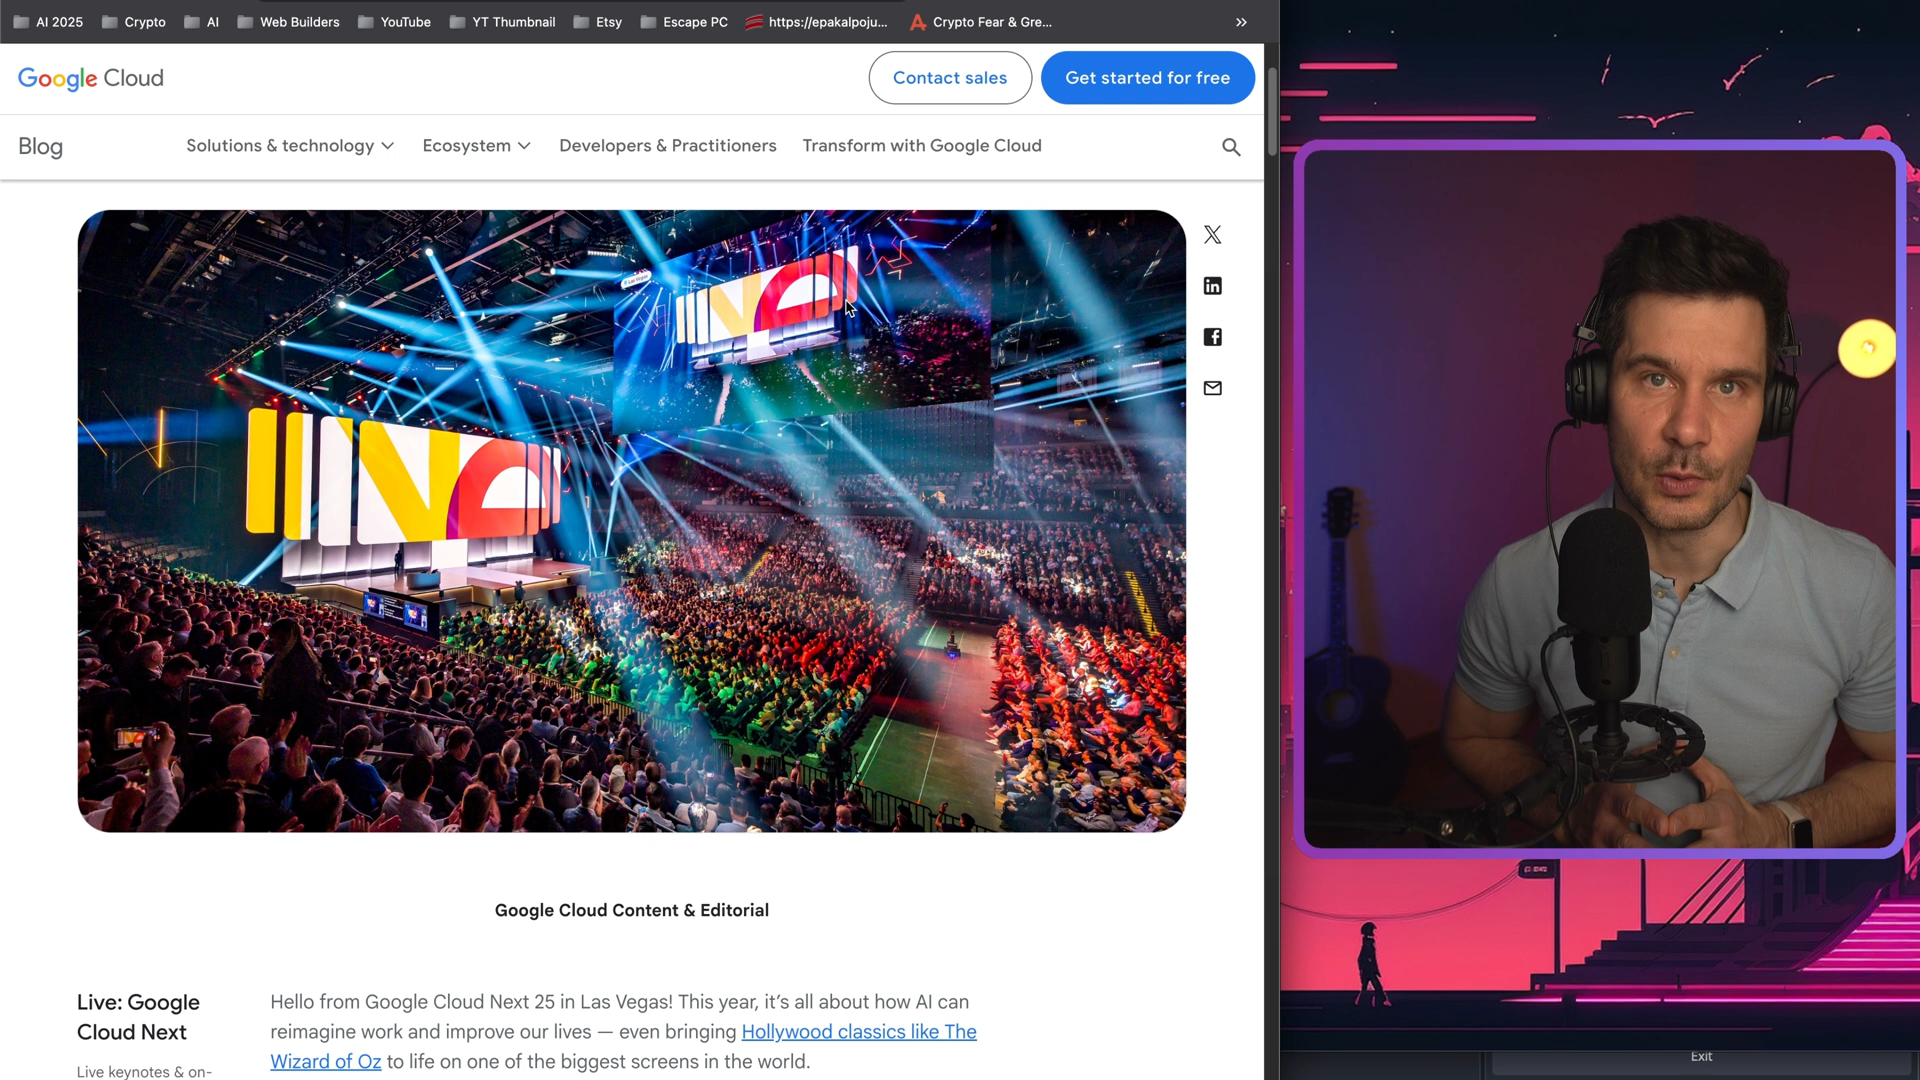 AI 2025 Crypto AI Web Builders YouTube YT Thumbnail Etsy Escape PC https://epakalpoju... Crypto Fear & Gre... »
Google Cloud
Contact sales
Get started for free
Blog
Solutions & technology
Ecosystem
Developers & Practitioners
Transform with Google Cloud
Google Cloud Content & Editorial
Live: Google
Cloud Next
Live keynotes & on-
Hello from Google Cloud Next 25 in Las Vegas! This year, it's all about how AI can
reimagine work and improve our lives — even bringing Hollywood classics like The
Wizard of Oz to life on one of the biggest screens in the world.
Exit